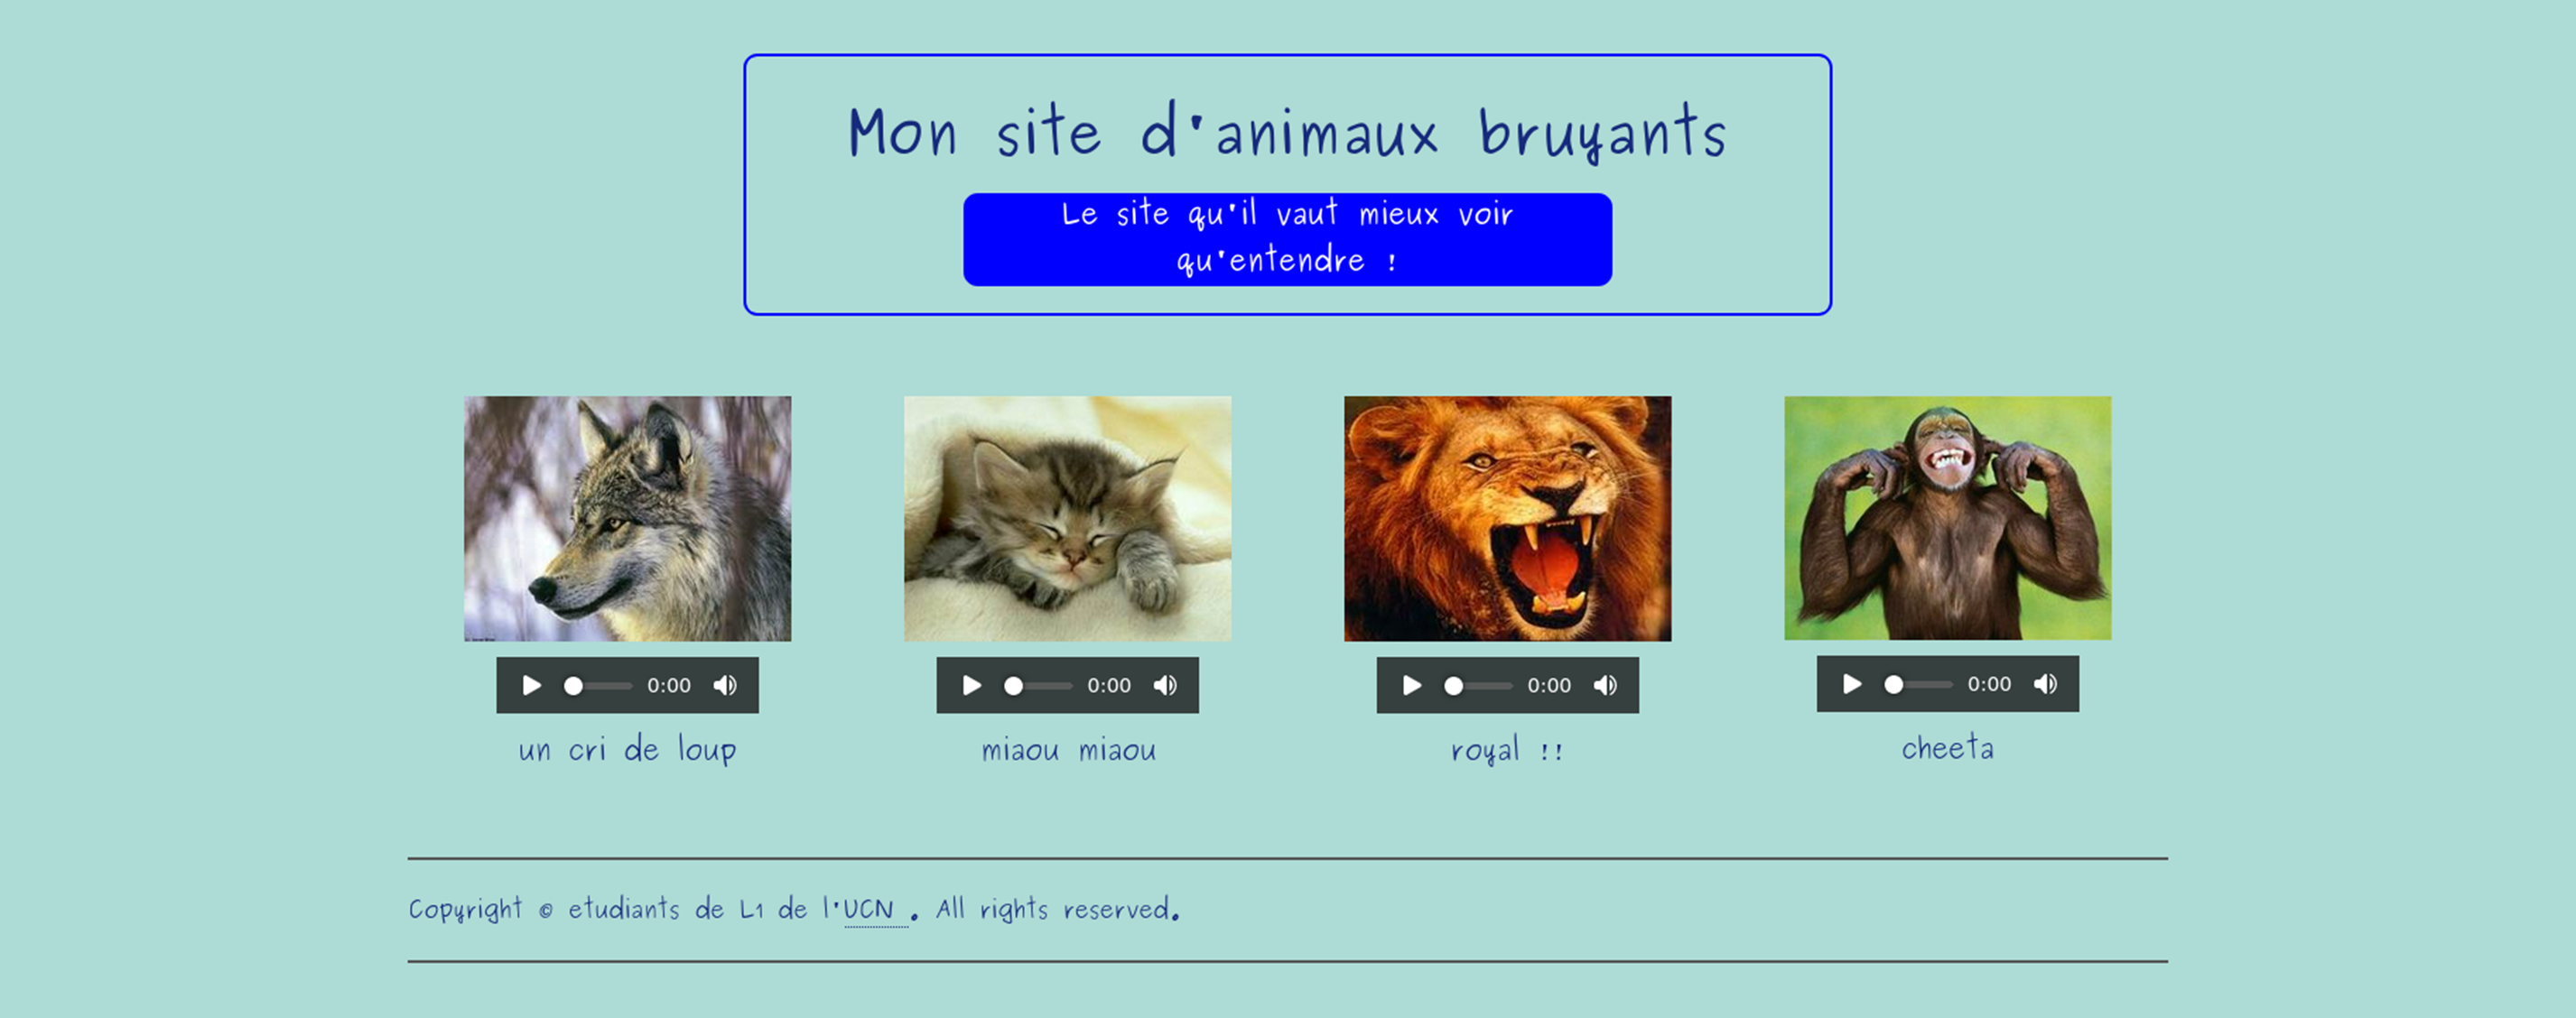 Mon site d'animaux bruyants
Le site qu'il vaut mieux voir
qu'entendre !
0:00
0:00
0:00
0:00
un cri de loup
miaou miaou
royal !!
cheeta
Copyright © etudiants de L1 de l'UCN . All rights reserved.